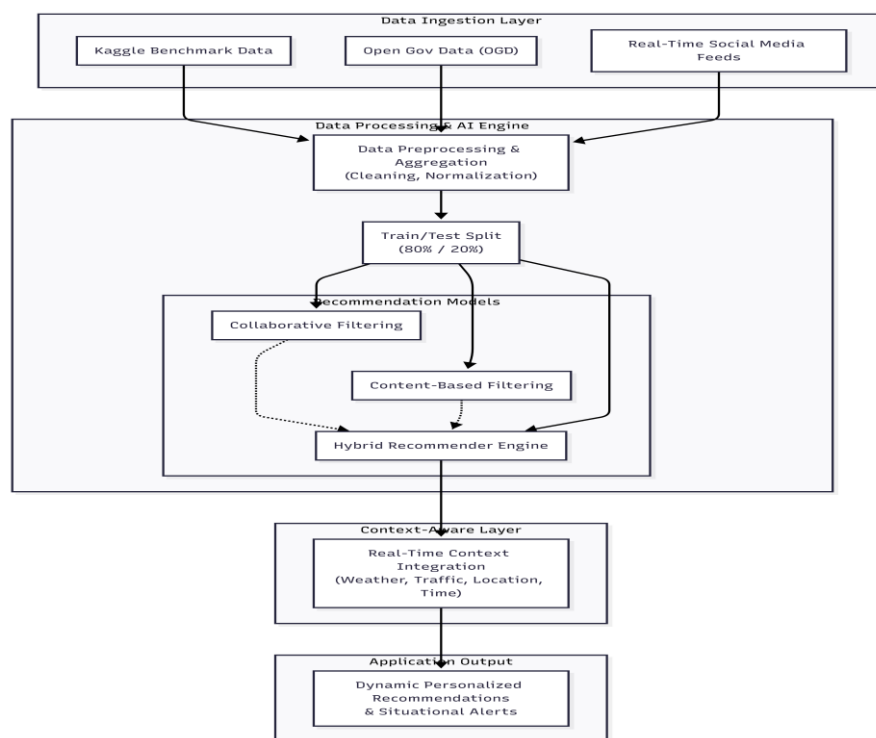 Data Ingestion Layer
Kaggle Benchmark Data
Open Gov Data (OGD)
Real-Time Social Media
Feeds
Data Processing & AI Engine
Data Preprocessing &
Aggregation
(Cleaning, Normalization)
Train/Test Split
(80% / 20%)
Recommendation Models
Collaborative Filtering
Content-Based Filtering
Hybrid Recommender Engine
Context-Aware Layer
Real-Time Context
Integration
(Weather, Traffic, Location,
Time)
Application Output
Dynamic Personalized
Recommendations
& Situational Alerts